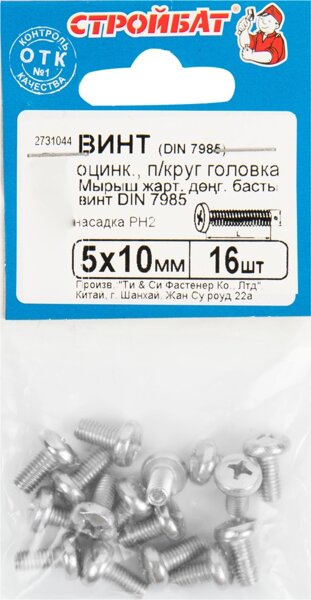 СТРОЙБАТ
КОНТРОЛЬ
ОТК
№1
КАЧЕСТВА
2731044 ВИНТ (DIN 7985)
оцинк., п/круг головка
Мырыш жарт. дөңг. басты
винт DIN 7985
насадка PH2
L
5х10мм 16шт
Произв. "Ти & Си Фастенер Ко., Лтд"
Китай, г. Шанхай. Жан Су роуд 22а